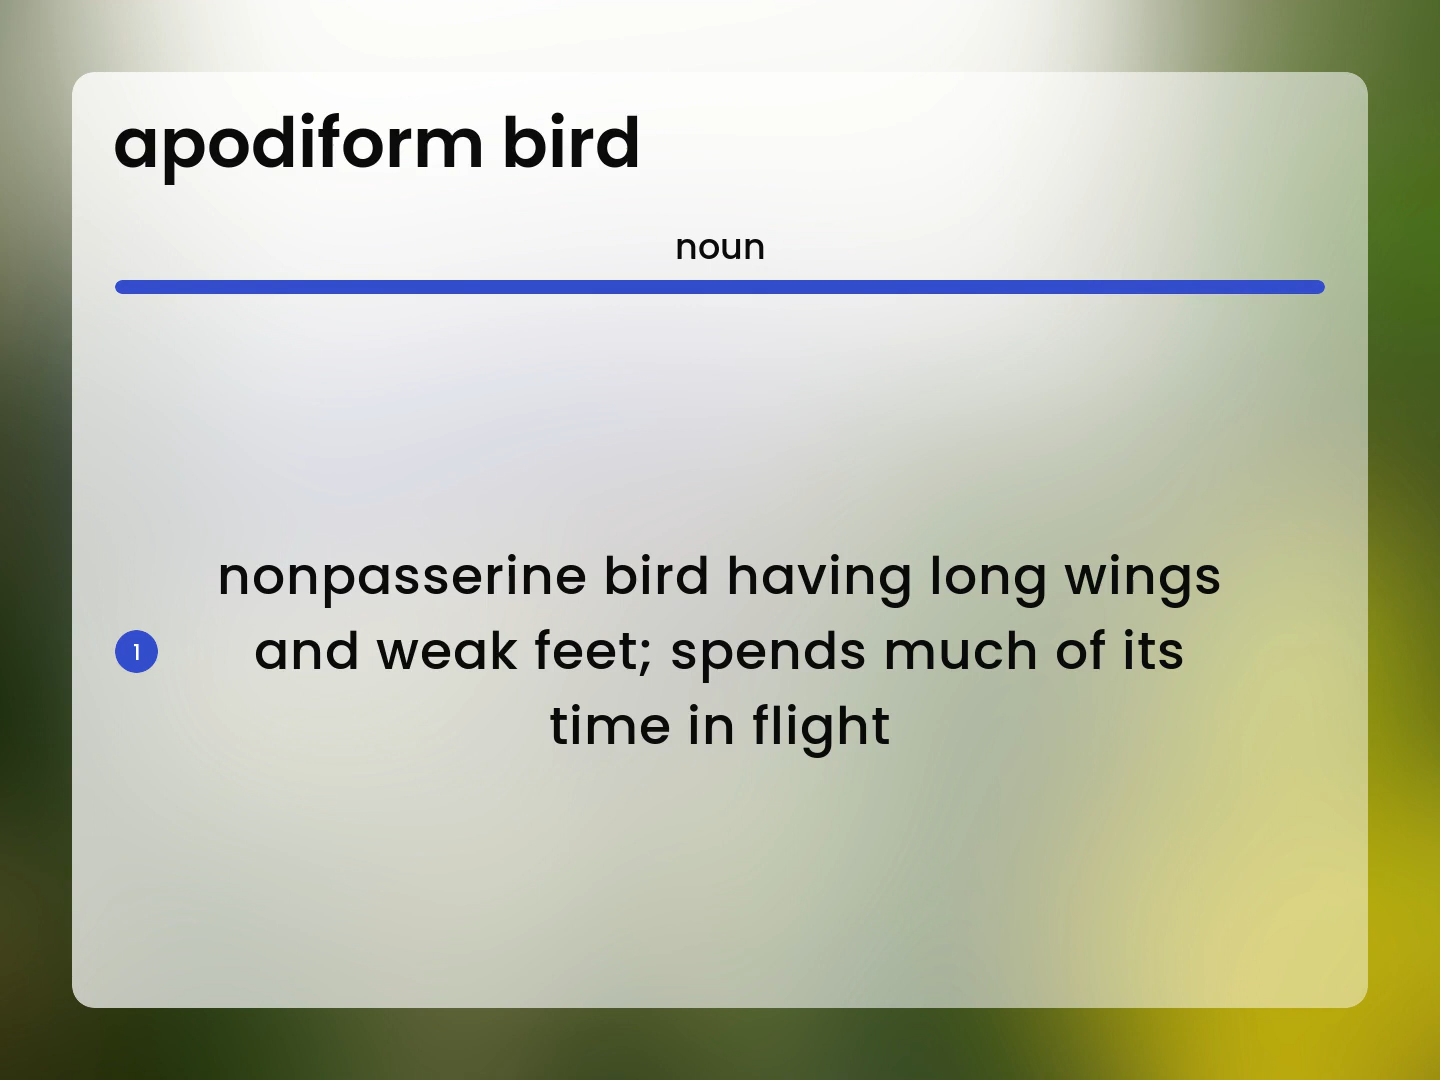 apodiform bird
noun
nonpasserine bird having long wings
1 and weak feet; spends much of its
time in flight